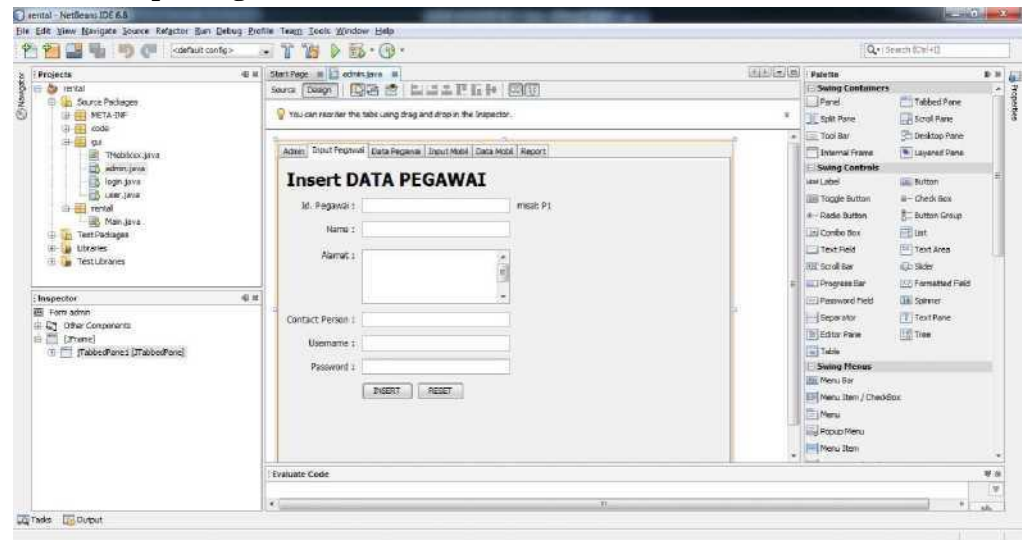 rental - NetBeans IDE 6.8
File Edit View Navigate Source Refactor Run Debug Profile Team Tools Window Help
<default config>
Search (Ctrl+I)
Projects
rental
Source Packages
META-INF
code
gui
admin.java
login.java
user.java
rental
Main.java
Test Packages
Libraries
Test Libraries
Navigator
Inspector
Form admin
Other Components
[JFrame]
jTabbedPane1 [JTabbedPane]
Start Page
admin.java
Source Design
You can reorder the tabs using drag and drop in the Inspector.
Admin Input Pegawai Data Pegawai Input Mobil Data Mobil Report
Insert DATA PEGAWAI
Id. Pegawai :
misal: P1
Nama :
Alamat :
Contact Person :
Username :
Password :
INSERT RESET
Evaluate Code
Palette
Swing Containers
Panel Tabbed Pane
Split Pane Scroll Pane
Tool Bar Desktop Pane
Internal Frame Layered Pane
Swing Controls
Label Button
Toggle Button Check Box
Radio Button Button Group
Combo Box List
Text Field Text Area
Scroll Bar Slider
Progress Bar Formatted Field
Password Field Spinner
Separator Text Pane
Editor Pane Tree
Table
Swing Menus
Menu Bar
Menu Item / CheckBox
Menu
Popup Menu
Menu Item
Properties
Tasks Output